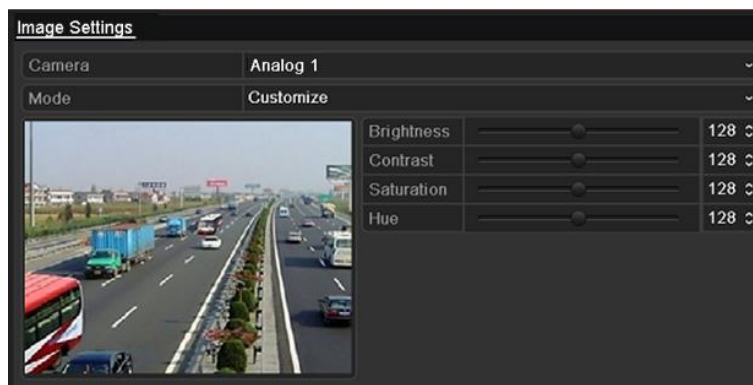 Image Settings
Camera Analog 1
Mode Customize
Brightness 128
Contrast 128
Saturation 128
Hue 128